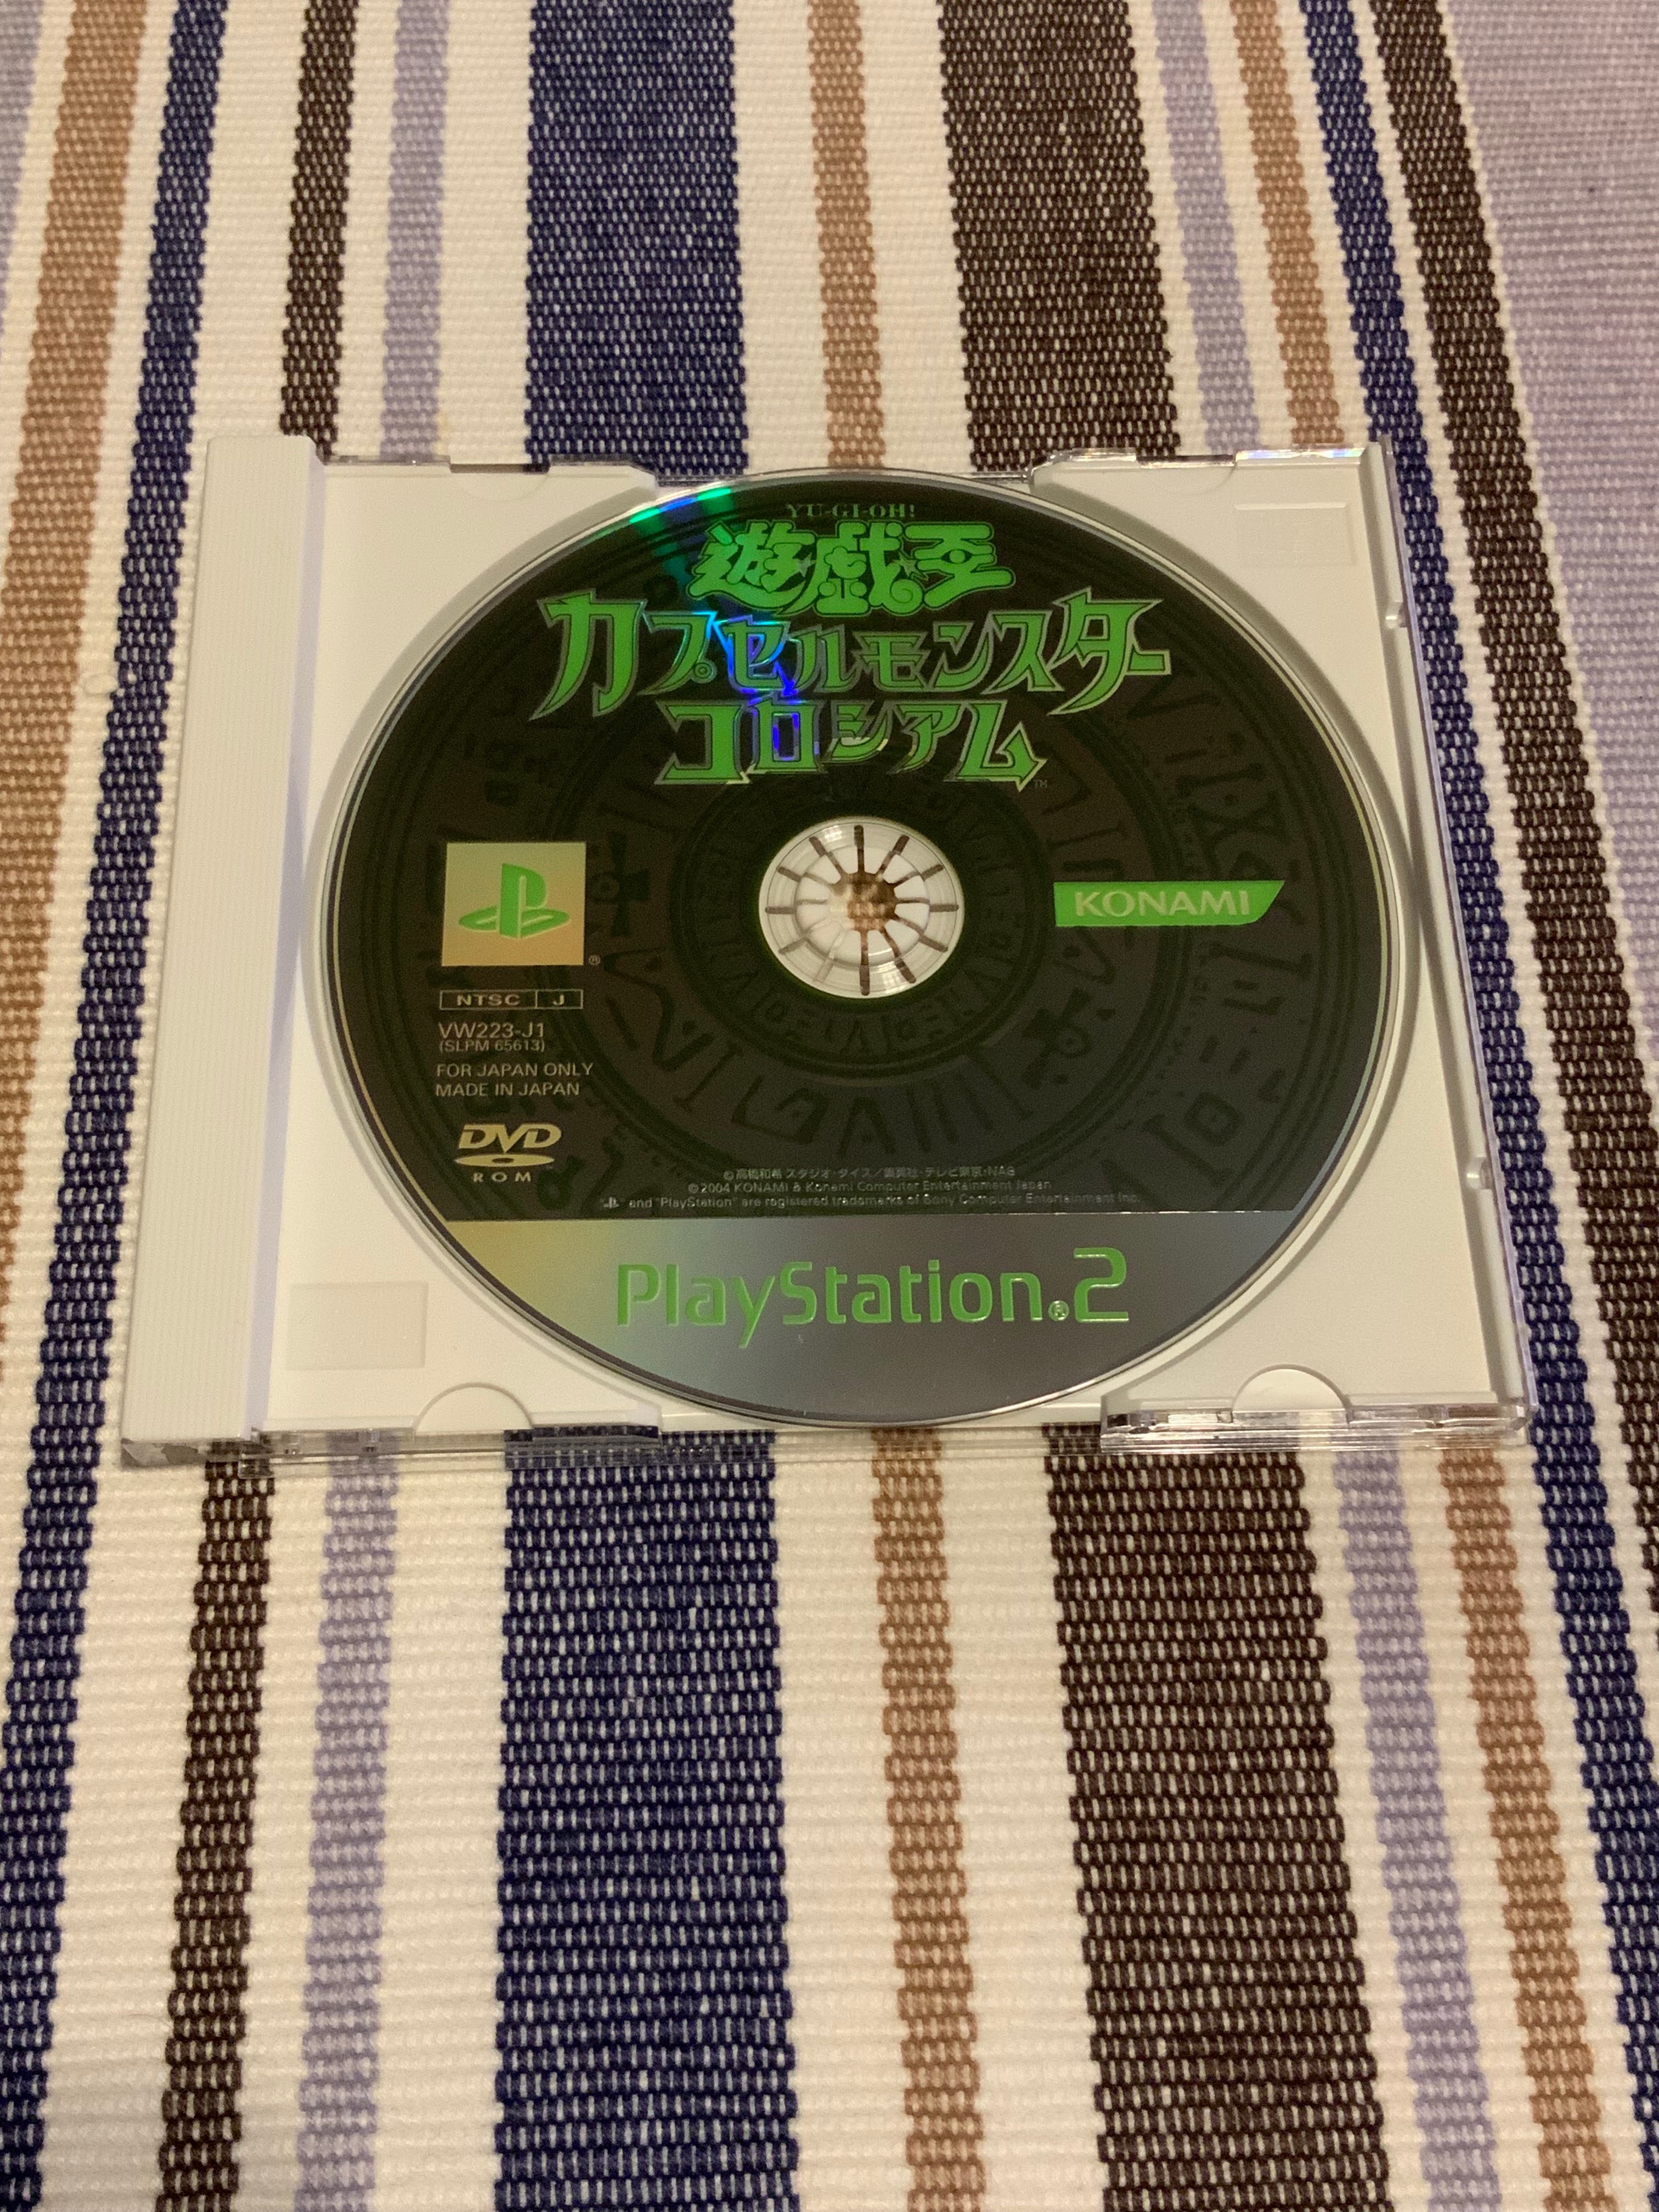 YU-GI-OH!
遊☆戯☆王
カプセルモンスター
コロシアム™
KONAMI
®
NTSC J
VW223-J1
(SLPM 65613)
FOR JAPAN ONLY
MADE IN JAPAN
DVD
ROM
©高橋和希 スタジオ・ダイス／集英社・テレビ東京・NAS
©2004 KONAMI & Konami Computer Entertainment Japan
" " and "PlayStation" are registered trademarks of Sony Computer Entertainment Inc.
PlayStation®2